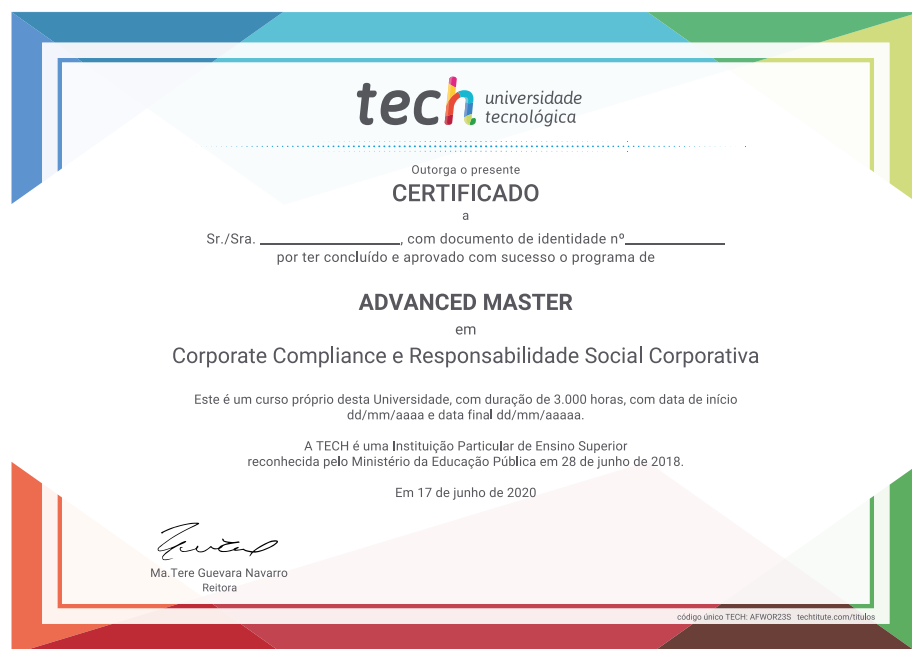 tech universidade
tecnológica
Outorga o presente
CERTIFICADO
a
Sr./Sra. ____________________, com documento de identidade nº______________
por ter concluído e aprovado com sucesso o programa de
ADVANCED MASTER
em
Corporate Compliance e Responsabilidade Social Corporativa
Este é um curso próprio desta Universidade, com duração de 3.000 horas, com data de início
dd/mm/aaaa e data final dd/mm/aaaaa.
A TECH é uma Instituição Particular de Ensino Superior
reconhecida pelo Ministério da Educação Pública em 28 de junho de 2018.
Em 17 de junho de 2020
Ma.Tere Guevara Navarro
Reitora
código único TECH: AFWOR23S techtitute.com/titulos